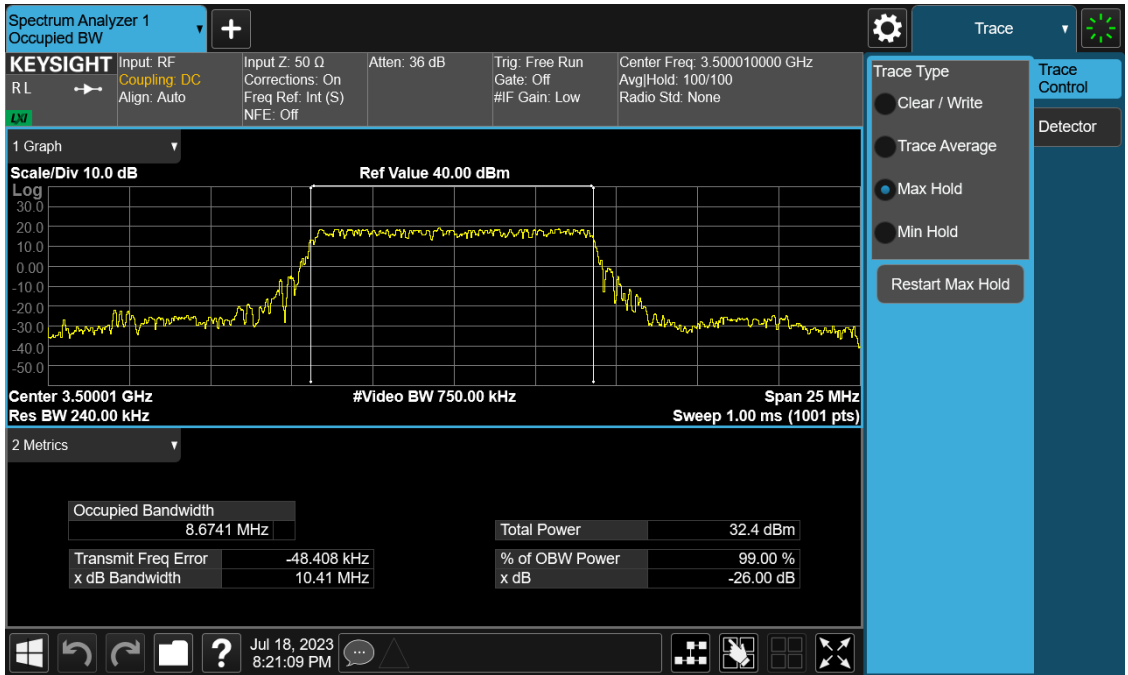 Spectrum Analyzer 1
Occupied BW
Trace
KEYSIGHT
R L
LXI
Input: RF
Coupling: DC
Align: Auto
Input Z: 50 Ω
Corrections: On
Freq Ref: Int (S)
NFE: Off
Atten: 36 dB
Trig: Free Run
Gate: Off
#IF Gain: Low
Center Freq: 3.500010000 GHz
Avg|Hold: 100/100
Radio Std: None
Trace Type
Clear / Write
Trace Average
Max Hold
Min Hold
Restart Max Hold
Trace
Control
Detector
1 Graph
Scale/Div 10.0 dB
Ref Value 40.00 dBm
Log
30.0
20.0
10.0
0.00
-10.0
-20.0
-30.0
-40.0
-50.0
Center 3.50001 GHz
#Video BW 750.00 kHz
Span 25 MHz
Res BW 240.00 kHz
Sweep 1.00 ms (1001 pts)
2 Metrics
Occupied Bandwidth
8.6741 MHz
Total Power 32.4 dBm
Transmit Freq Error -48.408 kHz
% of OBW Power 99.00 %
x dB Bandwidth 10.41 MHz
x dB -26.00 dB
?
Jul 18, 2023
8:21:09 PM